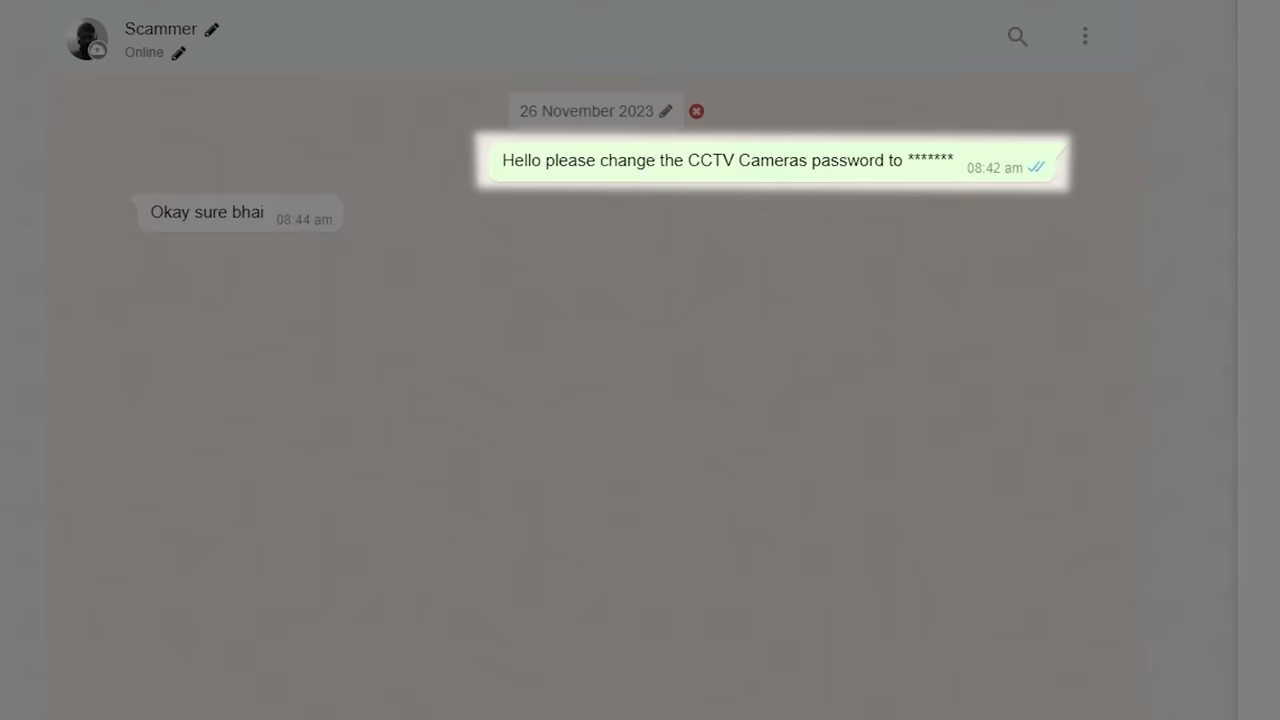 Scammer
Online
26 November 2023
Hello please change the CCTV Cameras password to ******* 08:42 am
Okay sure bhai 08:44 am